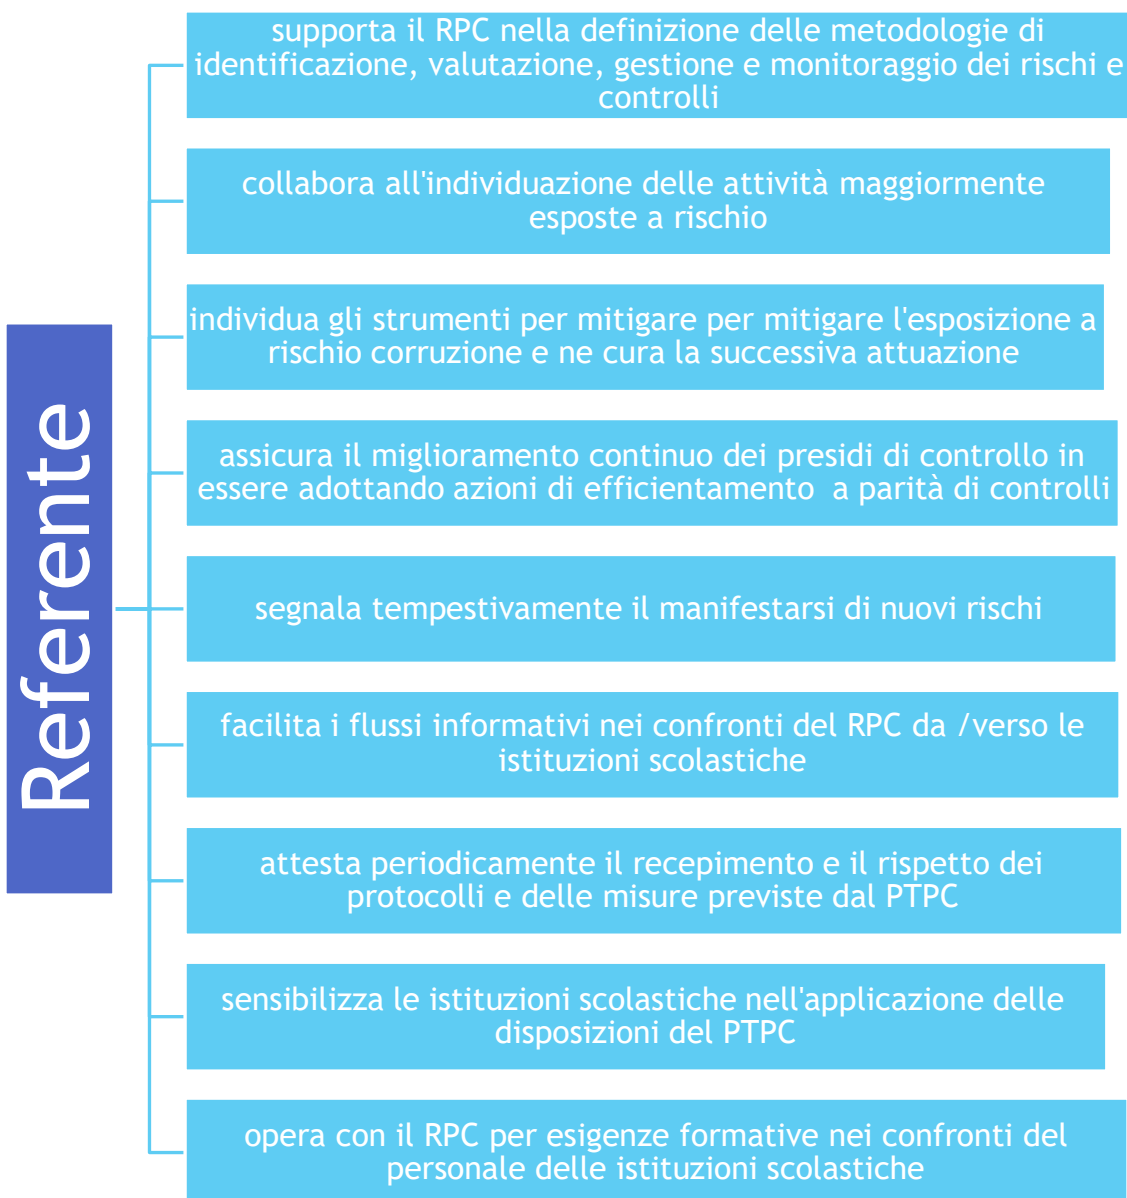 Referente
supporta il RPC nella definizione delle metodologie di
identificazione, valutazione, gestione e monitoraggio dei rischi e
controlli
collabora all'individuazione delle attività maggiormente
esposte a rischio
individua gli strumenti per mitigare per mitigare l'esposizione a
rischio corruzione e ne cura la successiva attuazione
assicura il miglioramento continuo dei presidi di controllo in
essere adottando azioni di efficientamento  a parità di controlli
segnala tempestivamente il manifestarsi di nuovi rischi
facilita i flussi informativi nei confronti del RPC da /verso le
istituzioni scolastiche
attesta periodicamente il recepimento e il rispetto dei
protocolli e delle misure previste dal PTPC
sensibilizza le istituzioni scolastiche nell'applicazione delle
disposizioni del PTPC
opera con il RPC per esigenze formative nei confronti del
personale delle istituzioni scolastiche